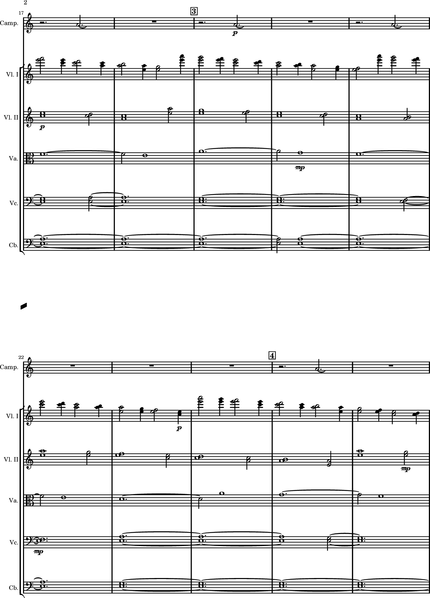 2
17
3
Camp.
p
Vl. I
Vl. II
p
Va.
mp
Vc.
Cb.
22
4
Camp.
Vl. I
p
Vl. II
mp
Va.
Vc.
mp
Cb.